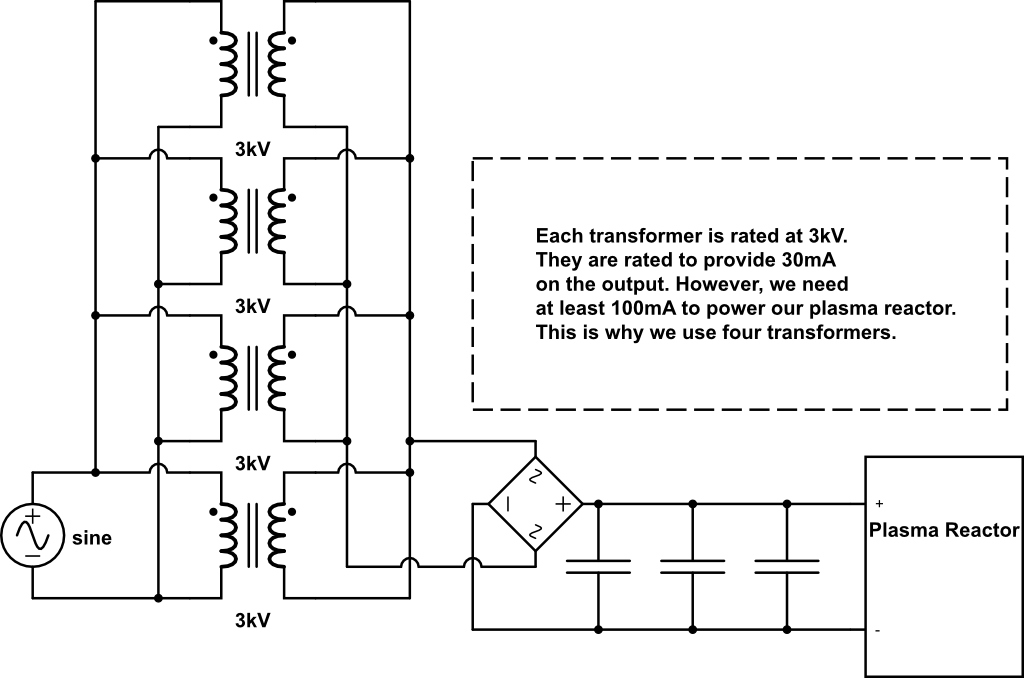 3kV
3kV
3kV
3kV
sine
Each transformer is rated at 3kV.
They are rated to provide 30mA
on the output. However, we need
at least 100mA to power our plasma reactor.
This is why we use four transformers.
+
Plasma Reactor
-